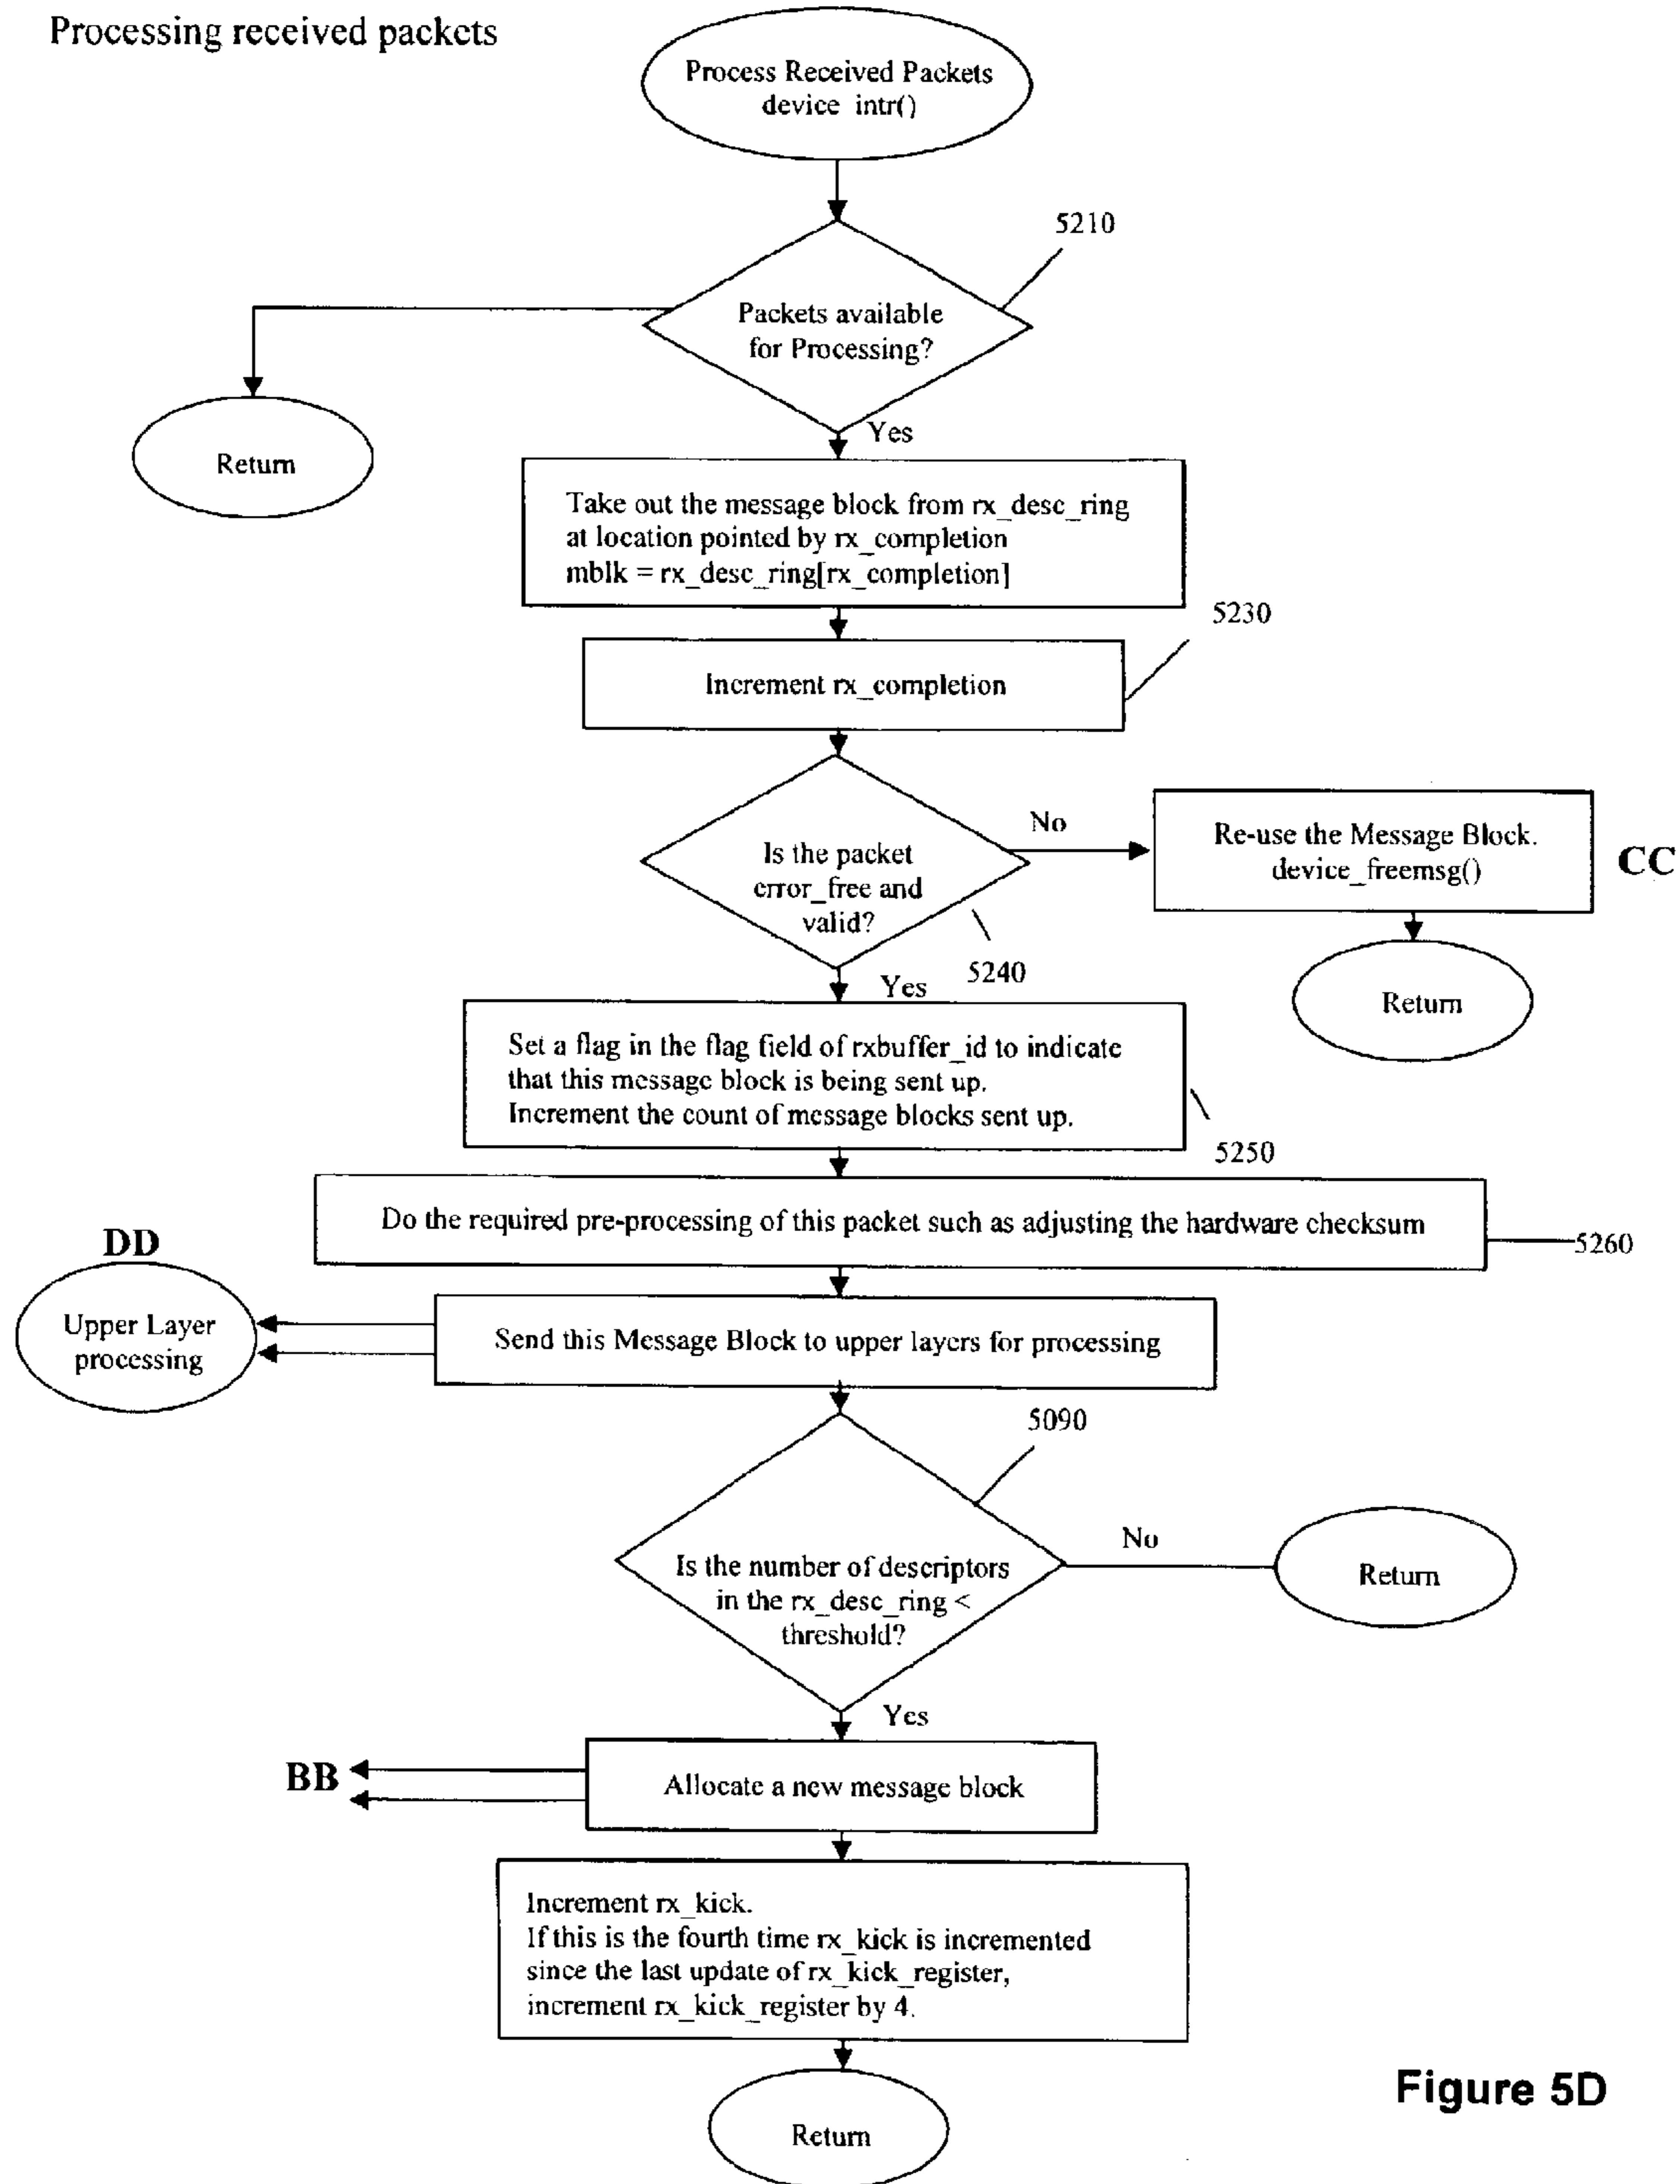 Processing received packets
Process Received Packets
device_intr()
5210
Packets available
for Processing?
Return
Yes
Take out the message block from rx_desc_ring
at location pointed by rx_completion
mblk = rx_desc_ring[rx_completion]
5230
Increment rx_completion
No
Re-use the Message Block.
device_freemsg()
CC
Is the packet
error_free and
valid?
5240
Return
Yes
Set a flag in the flag field of rxbuffer_id to indicate
that this message block is being sent up.
Increment the count of message blocks sent up.
5250
Do the required pre-processing of this packet such as adjusting the hardware checksum
5260
DD
Upper Layer
processing
Send this Message Block to upper layers for processing
5090
No
Is the number of descriptors
in the rx_desc_ring <
threshold?
Return
Yes
BB
Allocate a new message block
Increment rx_kick.
If this is the fourth time rx_kick is incremented
since the last update of rx_kick_register,
increment rx_kick_register by 4.
Return
Figure 5D